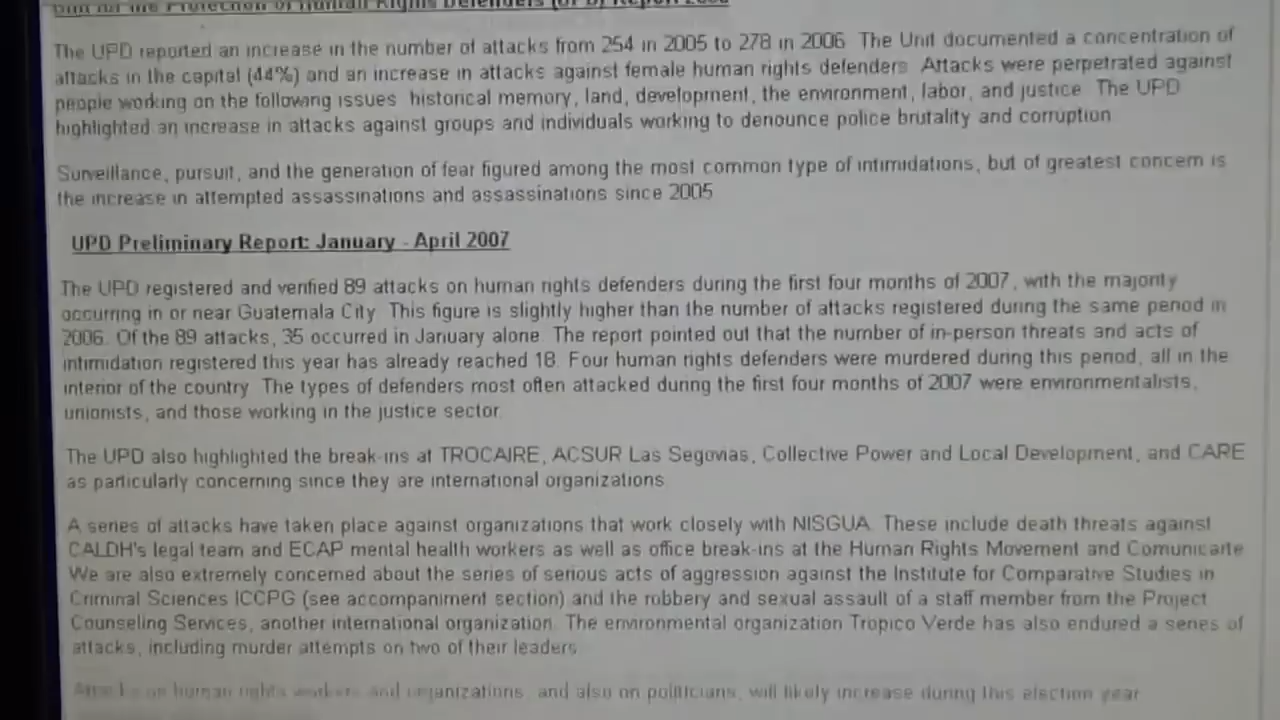 Unit for the Protection of Human Rights Defenders (UPD) Report 2006
The UPD reported an increase in the number of attacks from 254 in 2005 to 278 in 2006 The Unit documented a concentration of
attacks in the capital (44%) and an increase in attacks against female human rights defenders Attacks were perpetrated against
people working on the following issues historical memory, land, development, the environment, labor, and justice The UPD
highlighted an increase in attacks against groups and individuals working to denounce police brutality and corruption
Surveillance, pursuit, and the generation of fear figured among the most common type of intimidations, but of greatest concern is
the increase in attempted assassinations and assassinations since 2005
UPD Preliminary Report: January - April 2007
The UPD registered and verified 89 attacks on human rights defenders during the first four months of 2007, with the majority
occurring in or near Guatemala City This figure is slightly higher than the number of attacks registered during the same period in
2006. Of the 89 attacks, 35 occurred in January alone. The report pointed out that the number of in-person threats and acts of
intimidation registered this year has already reached 18. Four human rights defenders were murdered during this period, all in the
interior of the country The types of defenders most often attacked during the first four months of 2007 were environmentalists,
unionists, and those working in the justice sector.
The UPD also highlighted the break-ins at TROCAIRE, ACSUR Las Segovias, Collective Power and Local Development, and CARE
as particularly concerning since they are international organizations
A series of attacks have taken place against organizations that work closely with NISGUA. These include death threats against
CALDH's legal team and ECAP mental health workers as well as office break-ins at the Human Rights Movement and Comunicarte
We are also extremely concerned about the series of serious acts of aggression against the Institute for Comparative Studies in
Criminal Sciences ICCPG (see accompaniment section) and the robbery and sexual assault of a staff member from the Project
Counseling Services, another international organization. The environmental organization Tropico Verde has also endured a series of
attacks, including murder attempts on two of their leaders
Attacks on human rights workers and organizations, and also on politicians, will likely increase during this election year